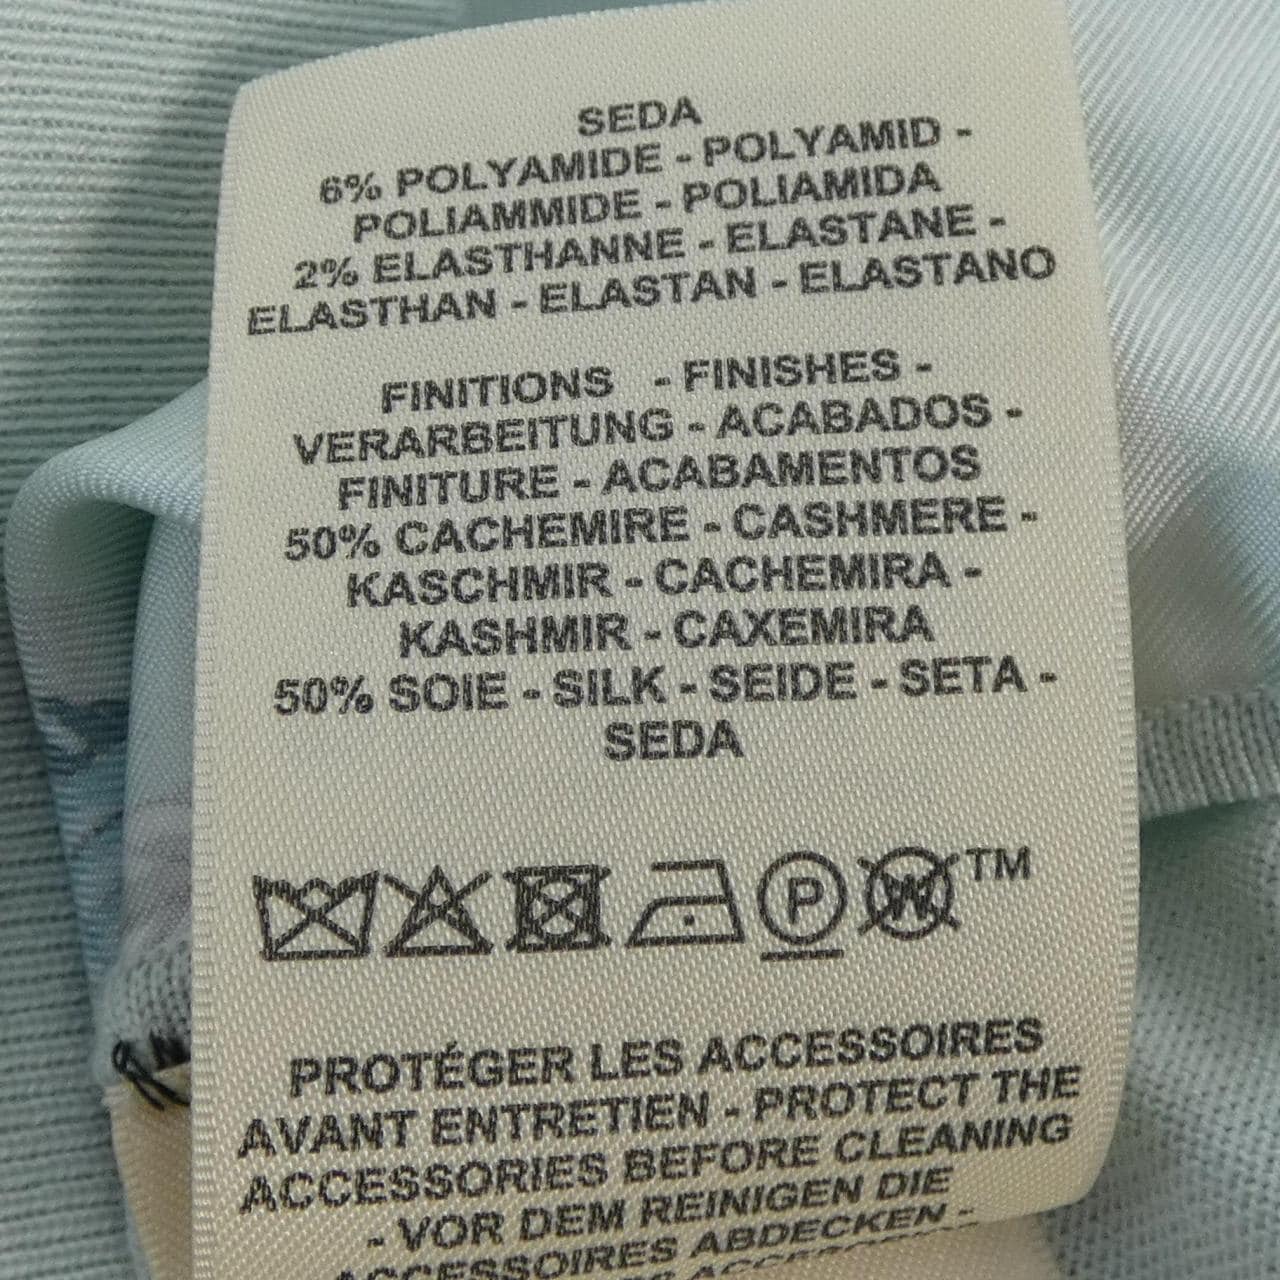 SEDA
6% POLYAMIDE - POLYAMID -
POLIAMMIDE - POLIAMIDA
2% ELASTHANNE - ELASTANE -
ELASTHAN - ELASTAN - ELASTANO
FINITIONS - FINISHES -
VERARBEITUNG - ACABADOS -
FINITURE - ACABAMENTOS
50% CACHEMIRE - CASHMERE -
KASCHMIR - CACHEMIRA -
KASHMIR - CAXEMIRA
50% SOIE - SILK - SEIDE - SETA -
SEDA
P W TM
PROTÉGER LES ACCESSOIRES
AVANT ENTRETIEN - PROTECT THE
ACCESSORIES BEFORE CLEANING
- VOR DEM REINIGEN DIE
ACCESSOIRES ABDECKEN -